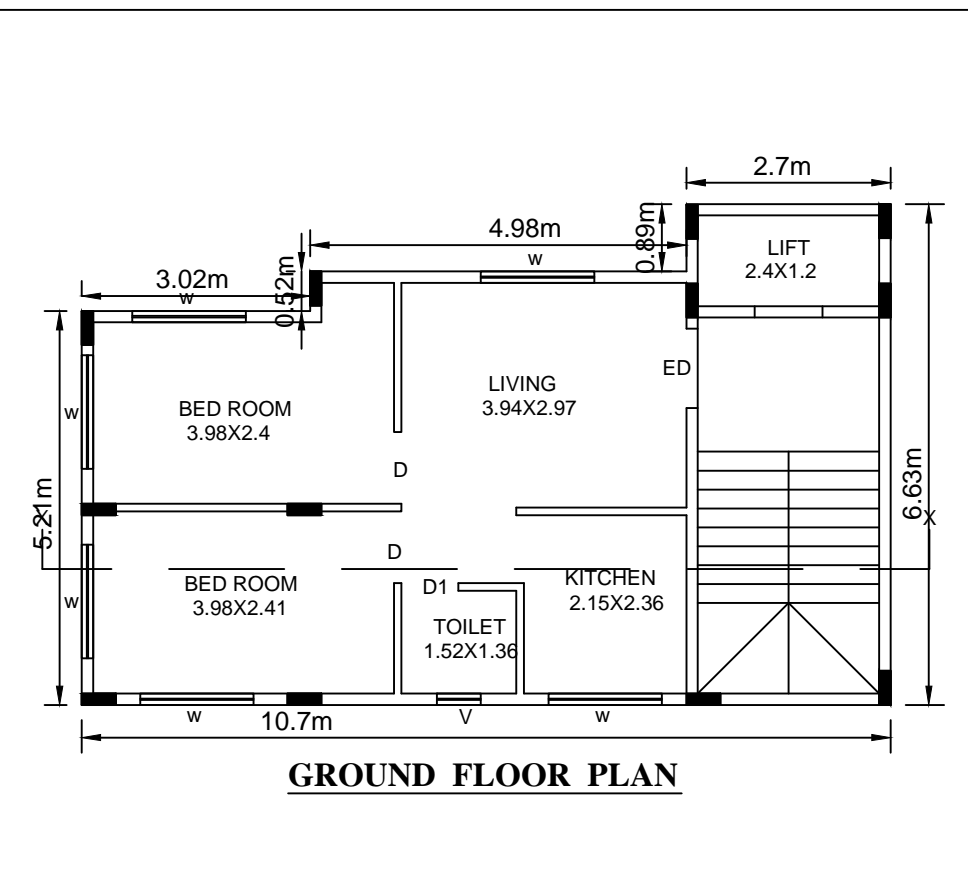 2.7m
4.98m
0.89m
w
LIFT
2.4X1.2
3.02m
w
0.52m
ED
LIVING
3.94X2.97
BED ROOM
3.98X2.4
w
D
5.21m
6.63m
X
X
D
BED ROOM
3.98X2.41
D1
KITCHEN
2.15X2.36
w
TOILET
1.52X1.36
w
10.7m
V
w
GROUND FLOOR PLAN